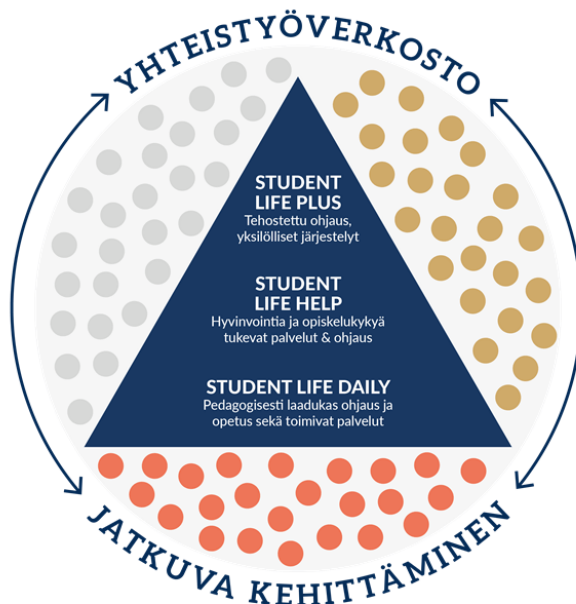 YHTEISTYÖVERKOSTO
STUDENT
LIFE PLUS
Tehostettu ohjaus,
yksilölliset järjestelyt
STUDENT
LIFE HELP
Hyvinvointia ja opiskelukykyä
tukevat palvelut & ohjaus
STUDENT LIFE DAILY
Pedagogisesti laadukas ohjaus ja
opetus sekä toimivat palvelut
JATKUVA KEHITTÄMINEN